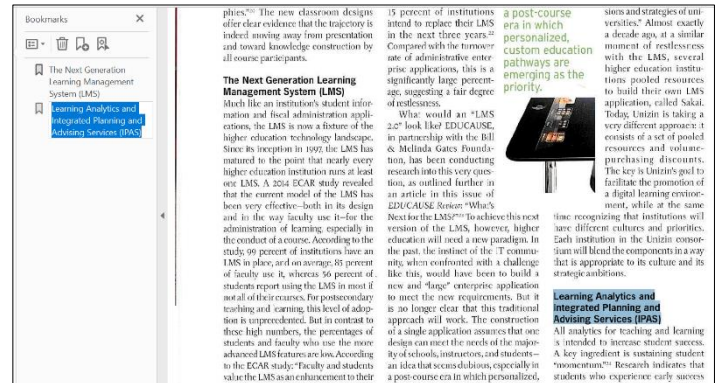 Bookmarks
The Next Generation
Learning Management
System (LMS)
Learning Analytics and
Integrated Planning and
Advising Services (IPAS)
phies."²⁰ The new classroom designs
offer clear evidence that the trajectory is
indeed moving away from presentation
and toward knowledge construction by
all course participants.
The Next Generation Learning
Management System (LMS)
Much like an institution's student infor-
mation and fiscal administration appli-
cations, the LMS is now a fixture of the
higher education technology landscape.
Since its inception in 1997, the LMS has
matured to the point that nearly every
higher education institution runs at least
one LMS. A 2014 ECAR study revealed
that the current model of the LMS has
been very effective—both in its design
and in the way faculty use it—for the
administration of learning, especially in
the conduct of a course. According to the
study, 99 percent of institutions have an
LMS in place, and on average, 85 percent
of faculty use it, whereas 56 percent of
students report using the LMS in most if
not all of their courses. For postsecondary
teaching and learning, this level of adop-
tion is unprecedented. But in contrast to
these high numbers, the percentages of
students and faculty who use the more
advanced LMS features are low. According
to the ECAR study: "Faculty and students
value the LMS as an enhancement to their
15 percent of institutions
intend to replace their LMS
in the next three years.²²
Compared with the turnover
rate of administrative enter-
prise applications, this is a
significantly large percent-
age, suggesting a fair degree
of restlessness.
What would an "LMS
2.0" look like? EDUCAUSE,
in partnership with the Bill
& Melinda Gates Founda-
tion, has been conducting
research into this very ques-
tion, as outlined further in
an article in this issue of
EDUCAUSE Review: "What's
Next for the LMS?"²³ To achieve this next
version of the LMS, however, higher
education will need a new paradigm. In
the past, the instinct of the IT commu-
nity, when confronted with a challenge
like this, would have been to build a
new and "large" enterprise application
to meet the new requirements. But it
is no longer clear that this traditional
approach will work. The construction
of a single application assumes that one
design can meet the needs of the major-
ity of schools, instructors, and students—
an idea that seems dubious, especially in
a post-course era in which personalized,
a post-course
era in which
personalized,
custom education
pathways are
emerging as the
priority.
sions and strategies of uni-
versities." Almost exactly
a decade ago, at a similar
moment of restlessness
with the LMS, several
higher education institu-
tions pooled resources
to build their own LMS
application, called Sakai.
Today, Unizin is taking a
very different approach: it
consists of a set of pooled
resources and volume-
purchasing discounts.
The key is Unizin's goal to
facilitate the promotion of
a digital learning environ-
ment, while at the same
time recognizing that institutions will
have different cultures and priorities.
Each institution in the Unizin consor-
tium will blend the components in a way
that is appropriate to its culture and its
strategic ambitions.
Learning Analytics and
Integrated Planning and
Advising Services (IPAS)
All analytics for teaching and learning
is intended to increase student success.
A key ingredient is sustaining student
"momentum."²⁴ Research indicates that
students who experience early success